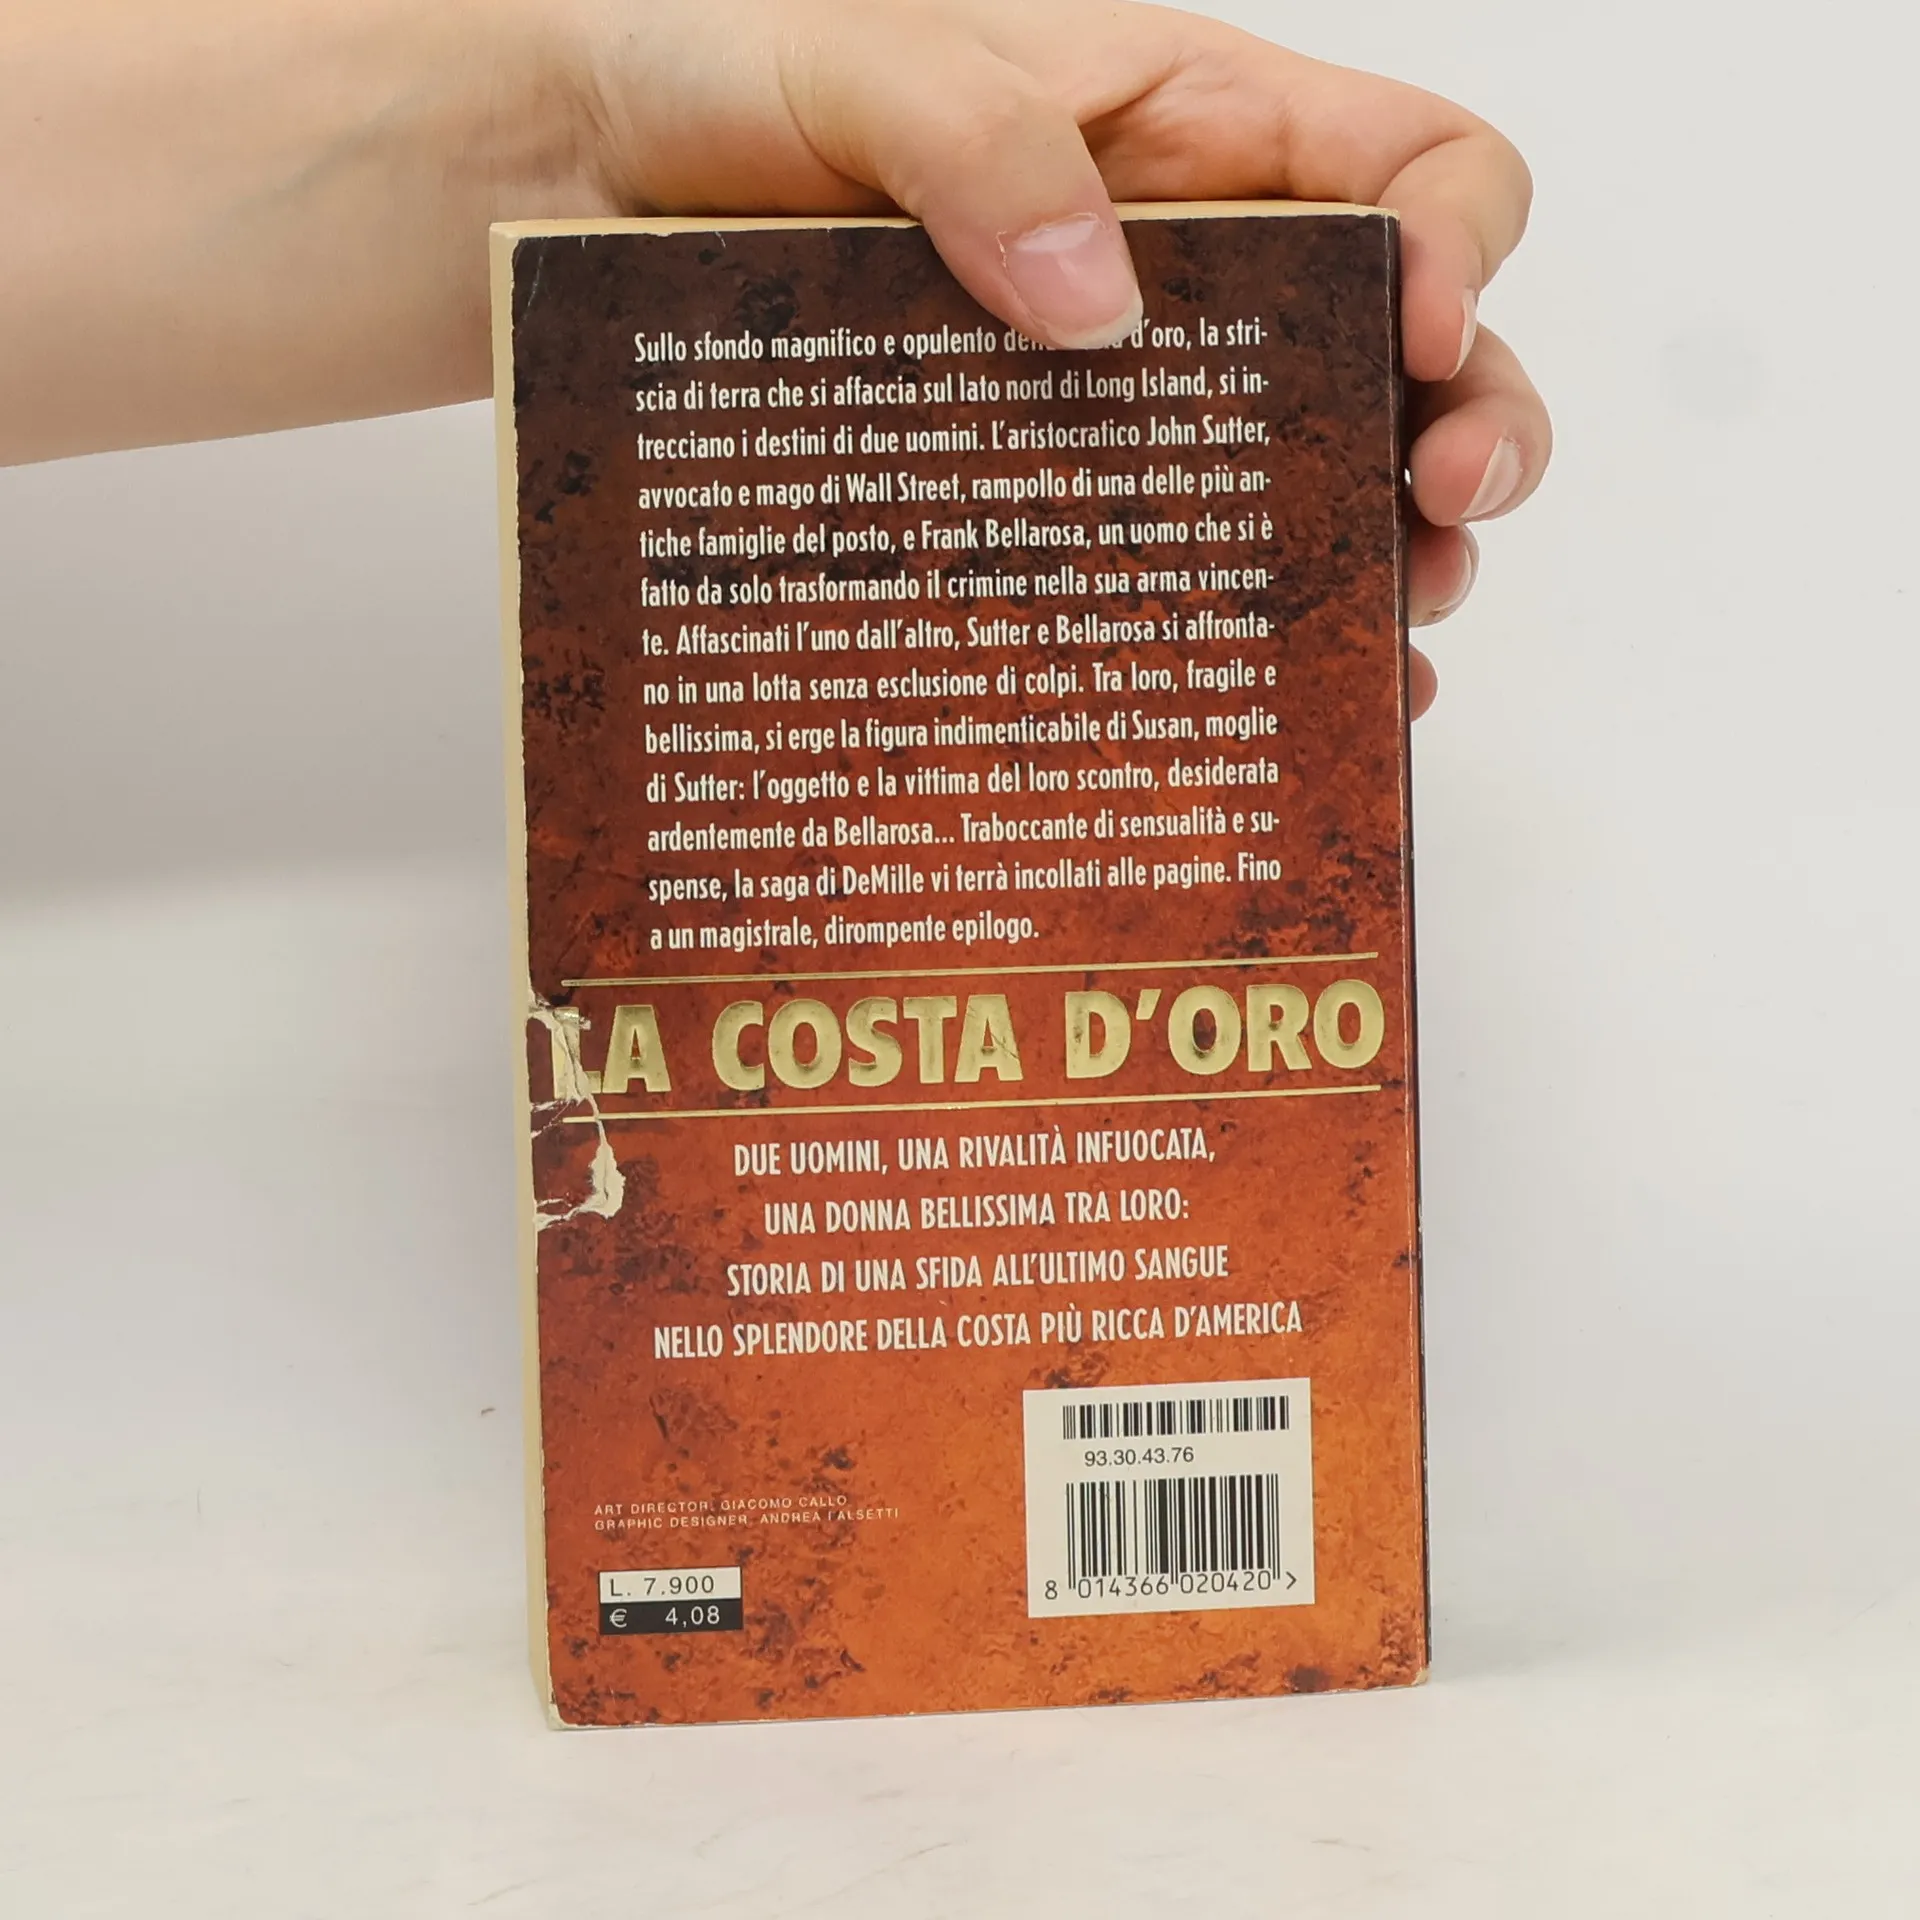 Sullo sfondo magnifico e opulento d'oro, la stri-
scia di terra che si affaccia sul lato nord di Long Island, si in-
trecciano i destini di due uomini. L'aristocratico John Sutter,
avvocato e mago di Wall Street, rampollo di una delle più an-
tiche famiglie del posto, e Frank Bellarosa, un uomo che si è
fatto da solo trasformando il crimine nella sua arma vincen-
te. Affascinati l'uno dall'altro, Sutter e Bellarosa si affronta-
no in una lotta senza esclusione di colpi. Tra loro, fragile e
bellissima, si erge la figura indimenticabile di Susan, moglie
di Sutter: l'oggetto e la vittima del loro scontro, desiderata
ardentemente da Bellarosa... Traboccante di sensualità e su-
spense, la saga di DeMille vi terrà incollati alle pagine. Fino
a un magistrale, dirompente epilogo.
LA COSTA D'ORO
DUE UOMINI, UNA RIVALITÀ INFUOCATA,
UNA DONNA BELLISSIMA TRA LORO:
STORIA DI UNA SFIDA ALL'ULTIMO SANGUE
NELLO SPLENDORE DELLA COSTA PIÙ RICCA D'AMERICA
93.30.43.76
8 014366 020420 >
ART DIRECTOR: GIACOMO CALLO
GRAPHIC DESIGNER: ANDREA FALSETTI
L. 7.900
€ 4,08